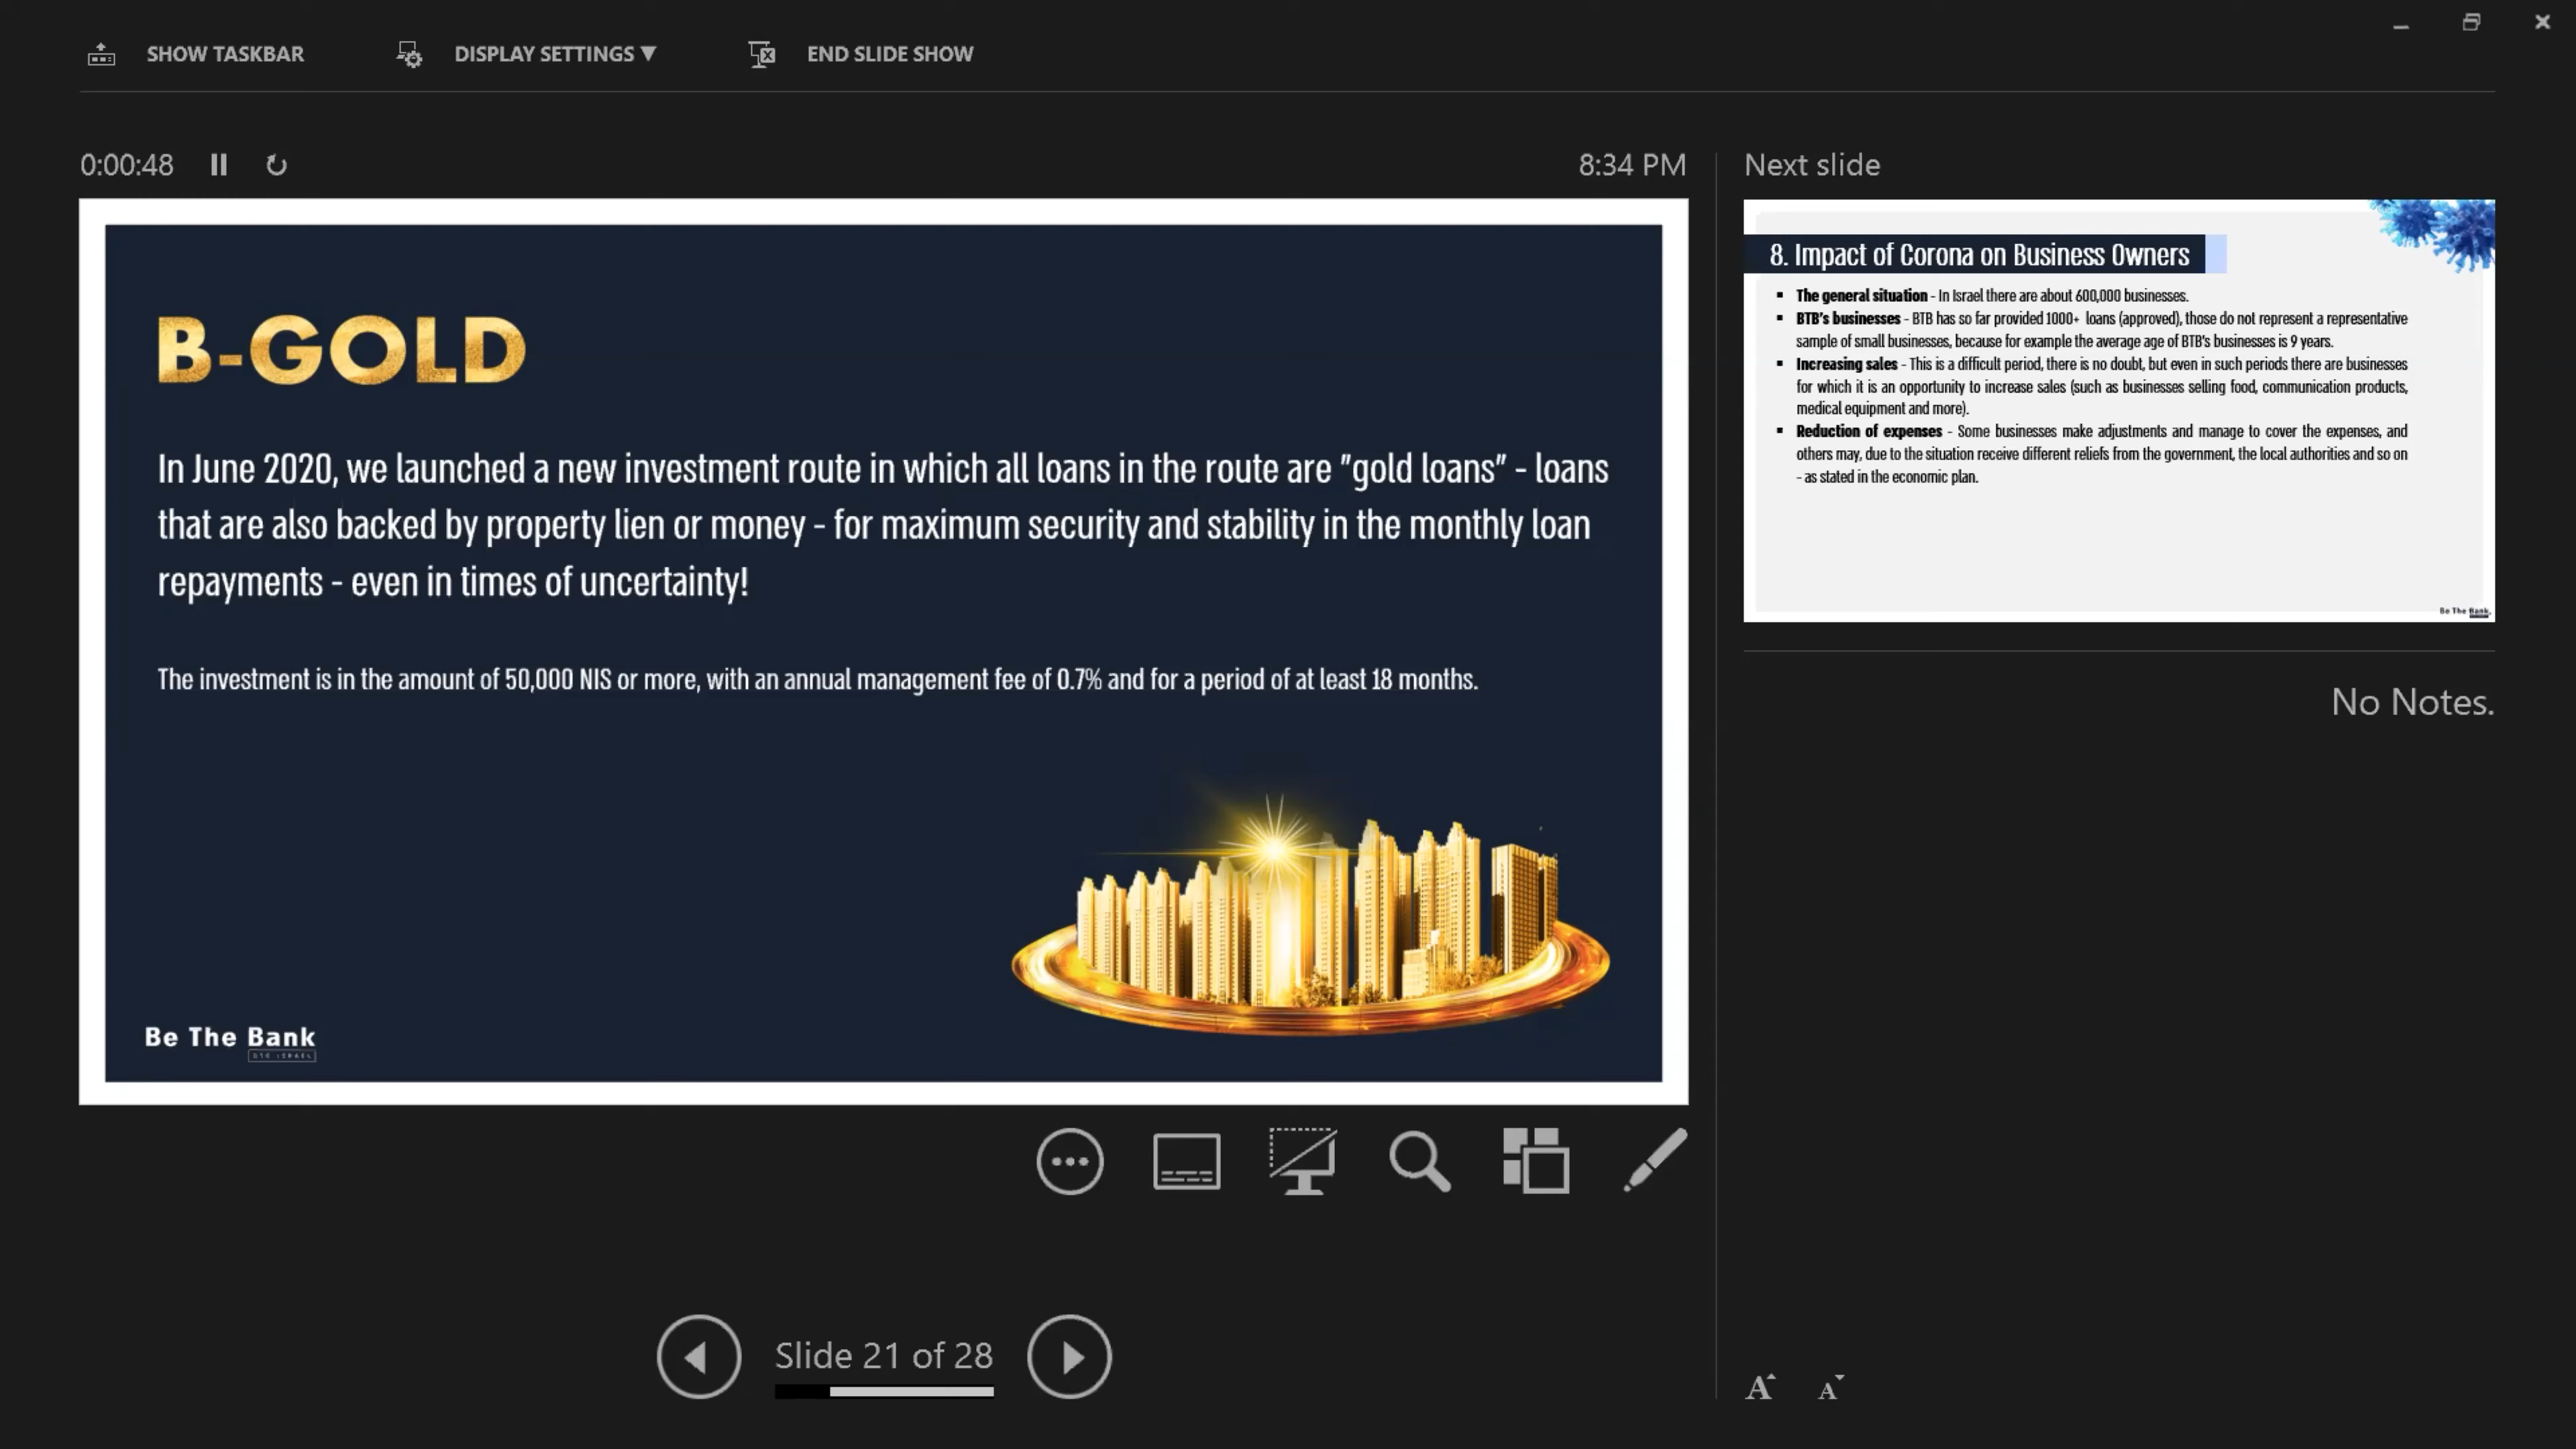 SHOW TASKBAR
DISPLAY SETTINGS ▼
END SLIDE SHOW
0:00:48
8:34 PM
B-GOLD
In June 2020, we launched a new investment route in which all loans in the route are "gold loans" - loans
that are also backed by property lien or money - for maximum security and stability in the monthly loan
repayments - even in times of uncertainty!
The investment is in the amount of 50,000 NIS or more, with an annual management fee of 0.7% and for a period of at least 18 months.
Be The Bank
Next slide
8. Impact of Corona on Business Owners
▪ The general situation - In Israel there are about 600,000 businesses.
▪ BTB's businesses - BTB has so far provided 1000+ loans (approved), those do not represent a representative
sample of small businesses, because for example the average age of BTB's businesses is 9 years.
▪ Increasing sales - This is a difficult period, there is no doubt, but even in such periods there are businesses
for which it is an opportunity to increase sales (such as businesses selling food, communication products,
medical equipment and more).
▪ Reduction of expenses - Some businesses make adjustments and manage to cover the expenses, and
others may, due to the situation receive different reliefs from the government, the local authorities and so on
- as stated in the economic plan.
Be The Bank
No Notes.
Slide 21 of 28
A A